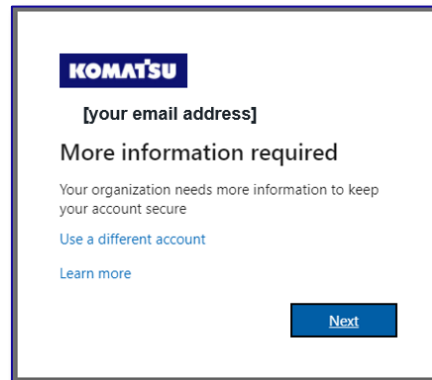 KOMATSU
[your email address]
More information required
Your organization needs more information to keep
your account secure
Use a different account
Learn more
Next